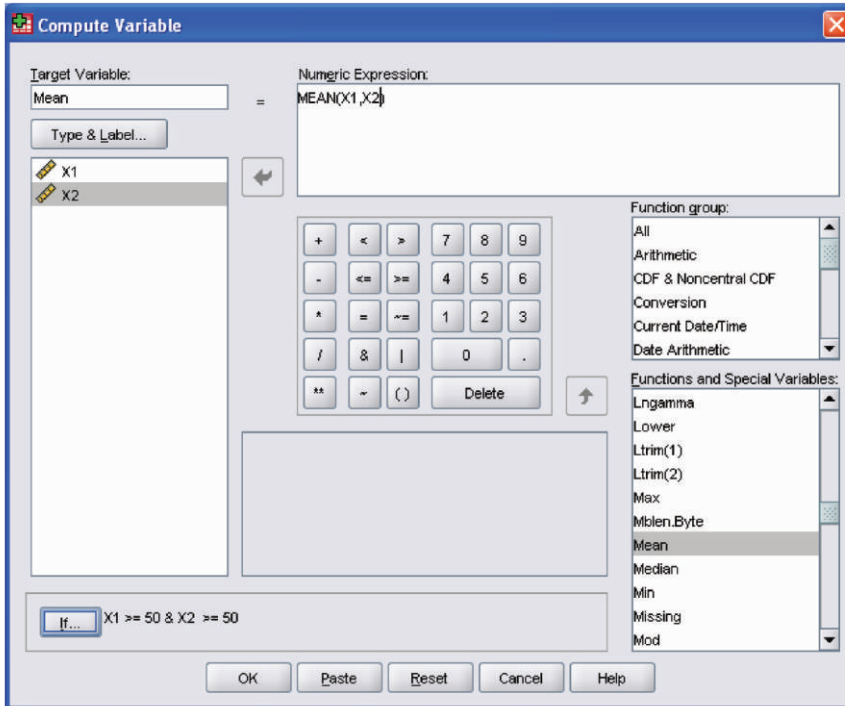 Compute Variable
Target Variable:
Mean
=
Numeric Expression:
MEAN(X1,X2)
Type & Label...
X1
X2
+ < > 7 8 9
- <= >= 4 5 6
* = ~= 1 2 3
/ & | 0 .
** ~ ( ) Delete
Function group:
All
Arithmetic
CDF & Noncentral CDF
Conversion
Current Date/Time
Date Arithmetic
Functions and Special Variables:
Lngamma
Lower
Ltrim(1)
Ltrim(2)
Max
Mblen.Byte
Mean
Median
Min
Missing
Mod
If... X1 >= 50 & X2 >= 50
OK Paste Reset Cancel Help